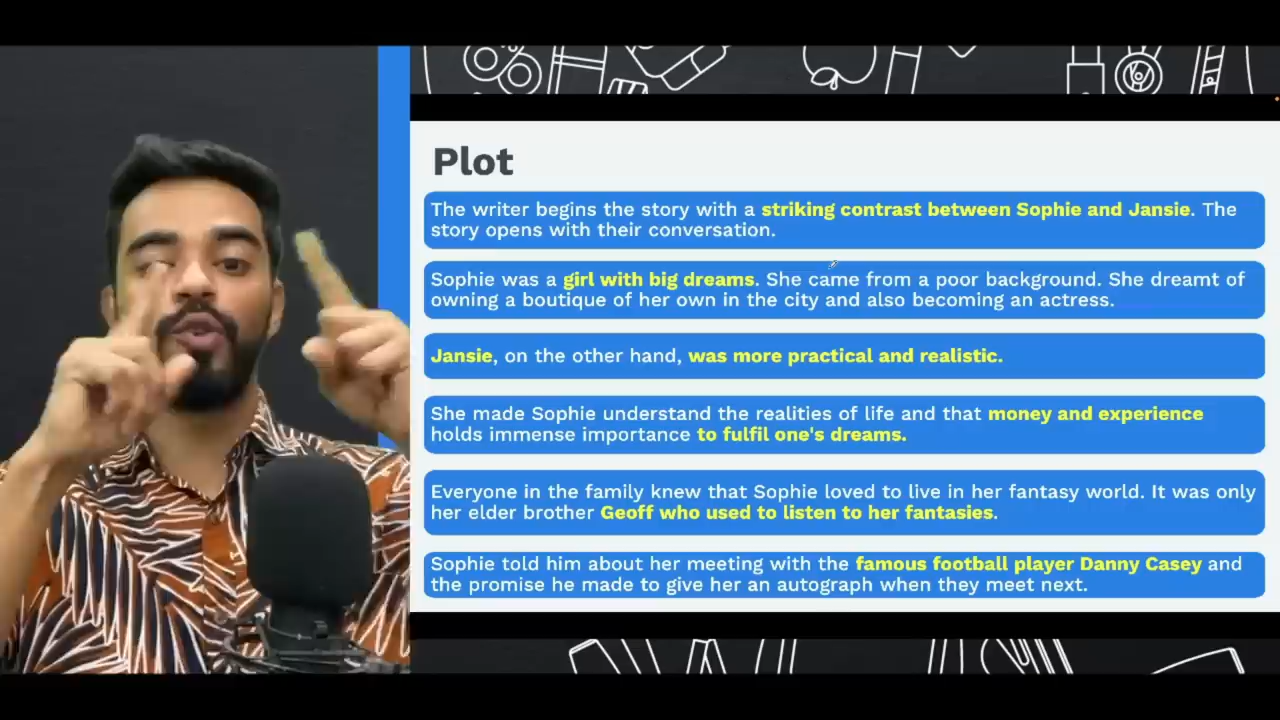 Plot
The writer begins the story with a striking contrast between Sophie and Jansie. The
story opens with their conversation.
Sophie was a girl with big dreams. She came from a poor background. She dreamt of
owning a boutique of her own in the city and also becoming an actress.
Jansie, on the other hand, was more practical and realistic.
She made Sophie understand the realities of life and that money and experience
holds immense importance to fulfil one's dreams.
Everyone in the family knew that Sophie loved to live in her fantasy world. It was only
her elder brother Geoff who used to listen to her fantasies.
Sophie told him about her meeting with the famous football player Danny Casey and
the promise he made to give her an autograph when they meet next.